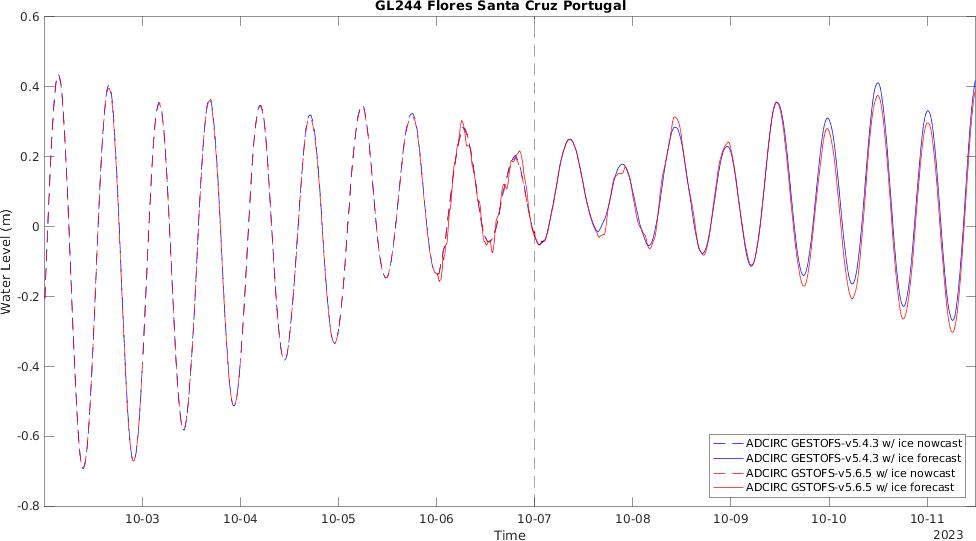 GL244 Flores Santa Cruz Portugal
0.6
0.4
0.2
0
-0.2
-0.4
-0.6
-0.8
Water Level (m)
ADCIRC GESTOFS-v5.4.3 w/ ice nowcast
ADCIRC GESTOFS-v5.4.3 w/ ice forecast
ADCIRC GSTOFS-v5.6.5 w/ ice nowcast
ADCIRC GSTOFS-v5.6.5 w/ ice forecast
10-03 10-04 10-05 10-06 10-07 10-08 10-09 10-10 10-11
Time
2023